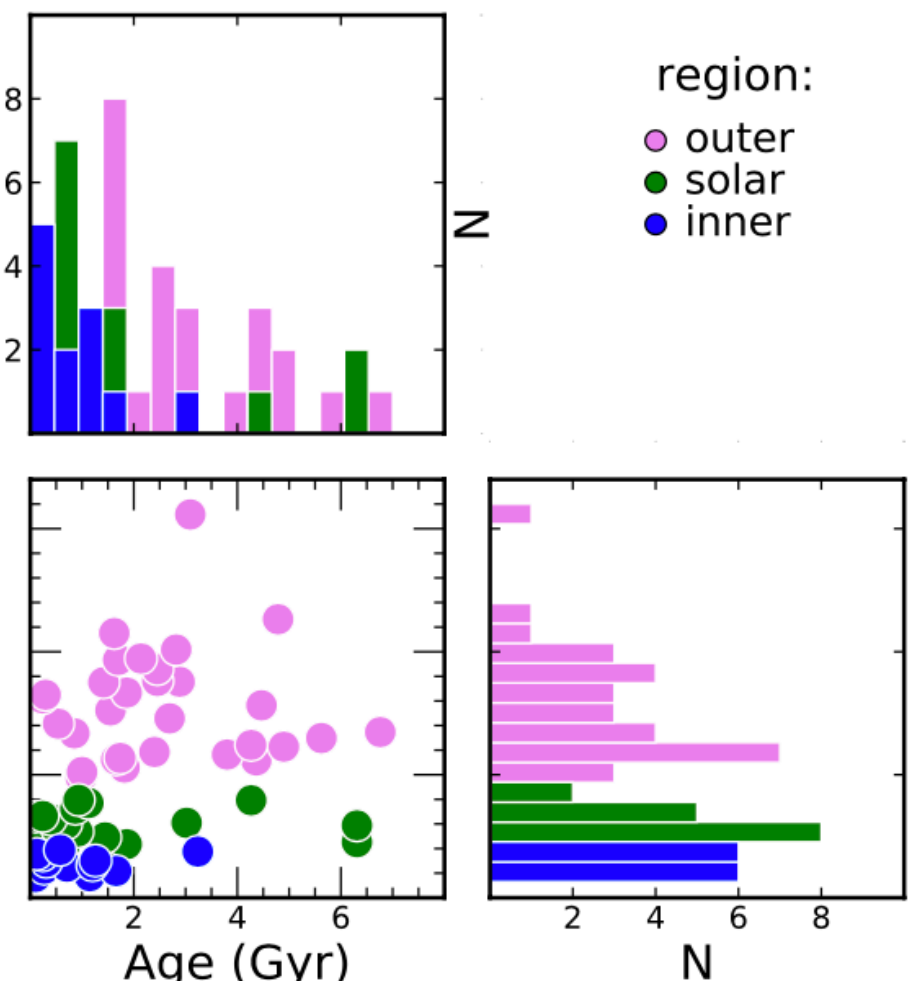 8
6
4
2
N
region:
outer
solar
inner
2 4 6
Age (Gyr)
2 4 6 8
N